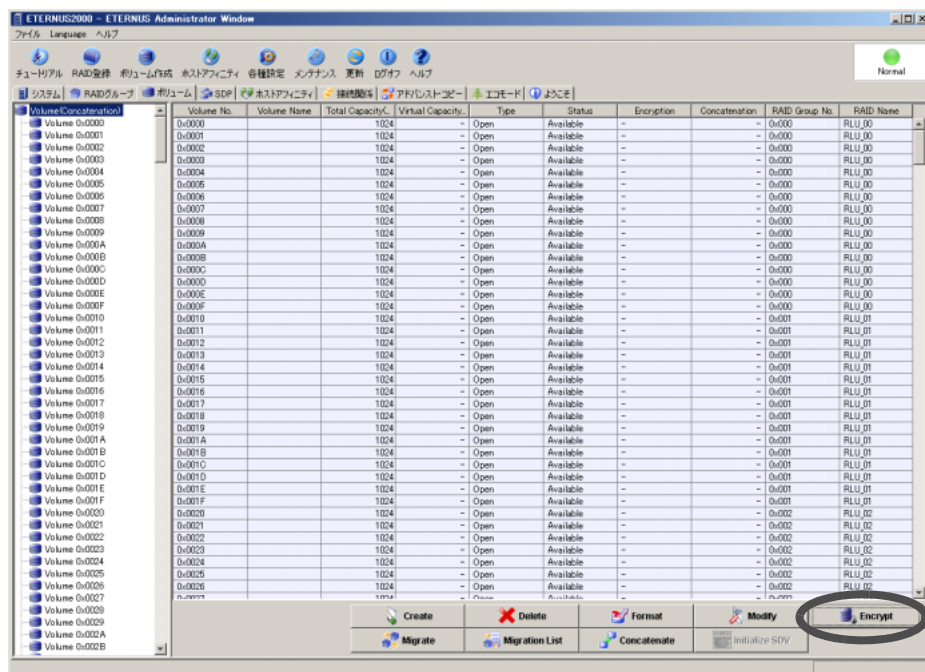 ETERNUS2000 - ETERNUS Administrator Window
ファイル Language ヘルプ
チュートリアル RAID登録 ボリューム作成 ホストアフィニティ 各種設定 メンテナンス 更新 ログオフ ヘルプ
Normal
システム RAIDグループ ボリューム SDP ホストアフィニティ 接続関係 アドバンスト・コピー エコモード ようこそ
Volume(Concatenation) Volume No. Volume Name Total Capacity(.. Virtual Capacity.. Type Status Encryption Concatenation RAID Group No. RAID Name
Volume 0x0000 0x0000 1024 - Open Available - - 0x000 RLU_00
Volume 0x0001 0x0001 1024 - Open Available - - 0x000 RLU_00
Volume 0x0002 0x0002 1024 - Open Available - - 0x000 RLU_00
Volume 0x0003 0x0003 1024 - Open Available - - 0x000 RLU_00
Volume 0x0004 0x0004 1024 - Open Available - - 0x000 RLU_00
Volume 0x0005 0x0005 1024 - Open Available - - 0x000 RLU_00
Volume 0x0006 0x0006 1024 - Open Available - - 0x000 RLU_00
Volume 0x0007 0x0007 1024 - Open Available - - 0x000 RLU_00
Volume 0x0008 0x0008 1024 - Open Available - - 0x000 RLU_00
Volume 0x0009 0x0009 1024 - Open Available - - 0x000 RLU_00
Volume 0x000A 0x000A 1024 - Open Available - - 0x000 RLU_00
Volume 0x000B 0x000B 1024 - Open Available - - 0x000 RLU_00
Volume 0x000C 0x000C 1024 - Open Available - - 0x000 RLU_00
Volume 0x000D 0x000D 1024 - Open Available - - 0x000 RLU_00
Volume 0x000E 0x000E 1024 - Open Available - - 0x000 RLU_00
Volume 0x000F 0x000F 1024 - Open Available - - 0x000 RLU_00
Volume 0x0010 0x0010 1024 - Open Available - - 0x001 RLU_01
Volume 0x0011 0x0011 1024 - Open Available - - 0x001 RLU_01
Volume 0x0012 0x0012 1024 - Open Available - - 0x001 RLU_01
Volume 0x0013 0x0013 1024 - Open Available - - 0x001 RLU_01
Volume 0x0014 0x0014 1024 - Open Available - - 0x001 RLU_01
Volume 0x0015 0x0015 1024 - Open Available - - 0x001 RLU_01
Volume 0x0016 0x0016 1024 - Open Available - - 0x001 RLU_01
Volume 0x0017 0x0017 1024 - Open Available - - 0x001 RLU_01
Volume 0x0018 0x0018 1024 - Open Available - - 0x001 RLU_01
Volume 0x0019 0x0019 1024 - Open Available - - 0x001 RLU_01
Volume 0x001A 0x001A 1024 - Open Available - - 0x001 RLU_01
Volume 0x001B 0x001B 1024 - Open Available - - 0x001 RLU_01
Volume 0x001C 0x001C 1024 - Open Available - - 0x001 RLU_01
Volume 0x001D 0x001D 1024 - Open Available - - 0x001 RLU_01
Volume 0x001E 0x001E 1024 - Open Available - - 0x001 RLU_01
Volume 0x001F 0x001F 1024 - Open Available - - 0x001 RLU_01
Volume 0x0020 0x0020 1024 - Open Available - - 0x002 RLU_02
Volume 0x0021 0x0021 1024 - Open Available - - 0x002 RLU_02
Volume 0x0022 0x0022 1024 - Open Available - - 0x002 RLU_02
Volume 0x0023 0x0023 1024 - Open Available - - 0x002 RLU_02
Volume 0x0024 0x0024 1024 - Open Available - - 0x002 RLU_02
Volume 0x0025 0x0025 1024 - Open Available - - 0x002 RLU_02
Volume 0x0026 0x0026 1024 - Open Available - - 0x002 RLU_02
Volume 0x0027 0x0027 1024 - Open Available - - 0x002 RLU_02
Volume 0x0028
Volume 0x0029
Volume 0x002A
Volume 0x002B
Create Delete Format Modify Encrypt
Migrate Migration List Concatenate Initialize SDV